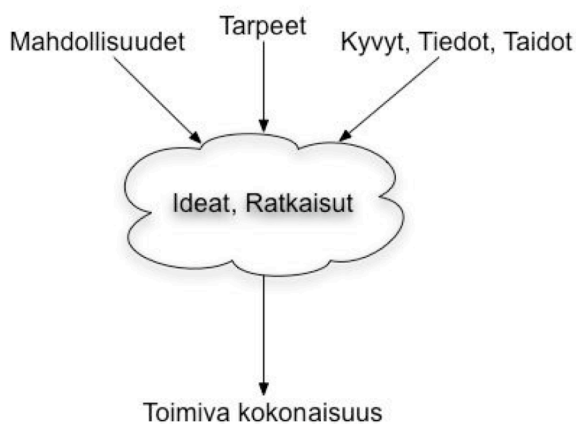 Mahdollisuudet
Tarpeet
Kyvyt, Tiedot, Taidot
Ideat, Ratkaisut
Toimiva kokonaisuus